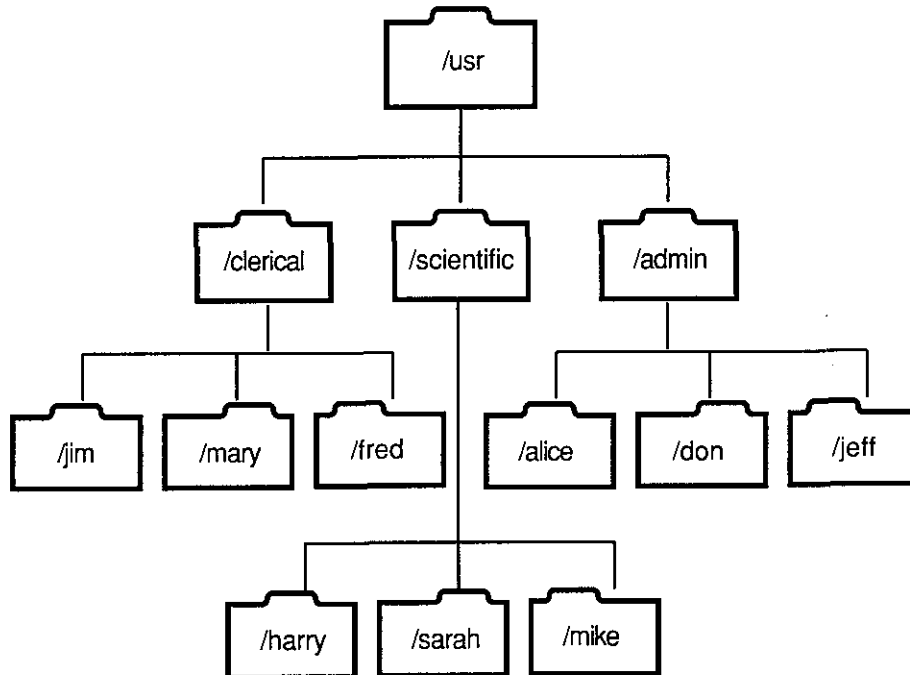 /usr
/clerical
/scientific
/admin
/jim
/mary
/fred
/alice
/don
/jeff
/harry
/sarah
/mike